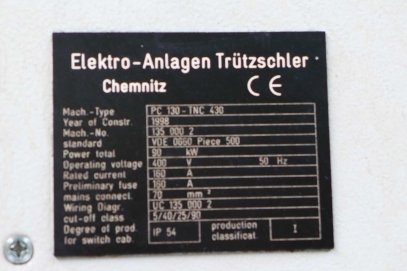 Elektro-Anlagen Trützschler
Chemnitz CE
Mach.-Type PC 130-TNC 430
Year of Constr. 1998
Mach.-No. 135 000 2
standard VDE 0660 Piece 500
Power total 90 kW
Operating voltage 400 V 50 Hz
Rated current 160 A
Preliminary fuse 160 A
mains connect. 70 mm²
Wiring Diagr. UC 135 000 2
cut-off class 5/40/25/90
Degree of prod. for switch cab. IP 54 production classificat. I